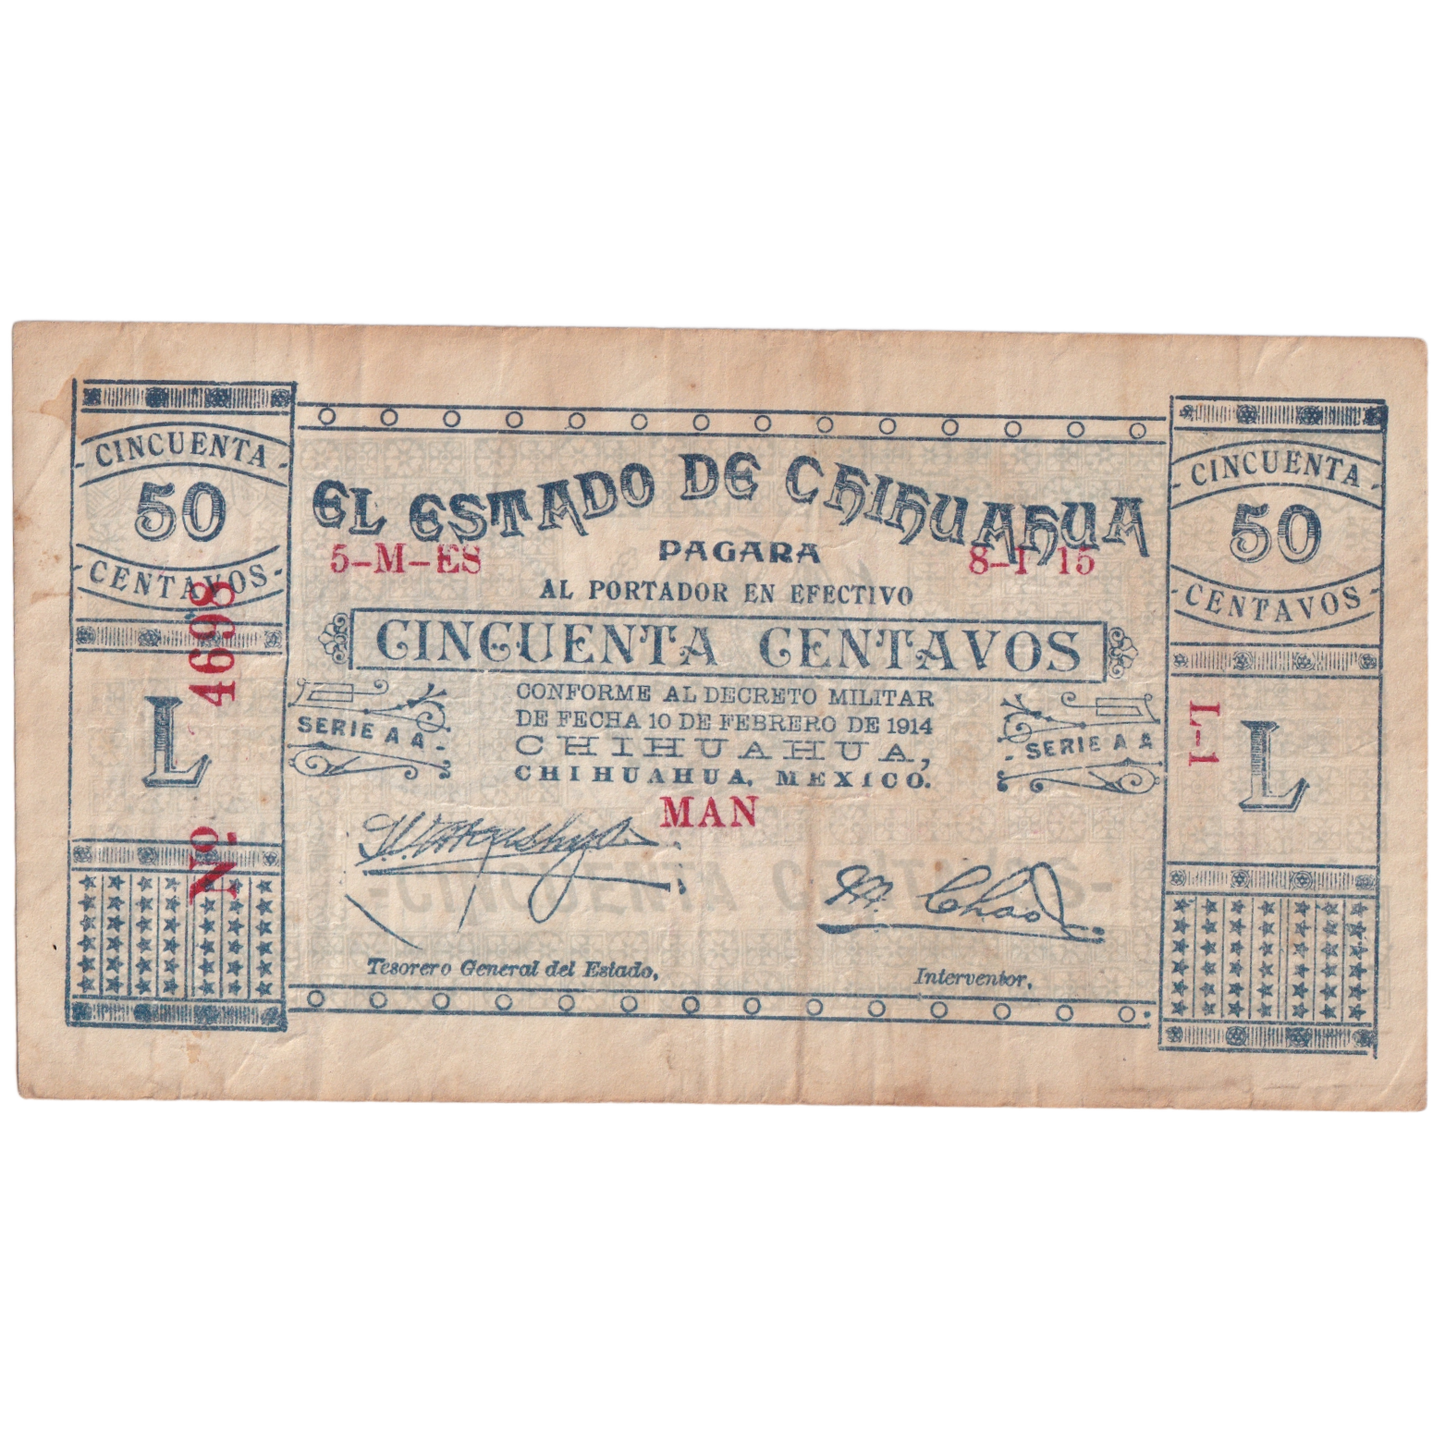 CINCUENTA
50
CENTAVOS
Nº 4698
L
EL ESTADO DE CHIHUAHUA
5-M-ES
PAGARA
8-I 15
AL PORTADOR EN EFECTIVO
CINCUENTA CENTAVOS
CONFORME AL DECRETO MILITAR
DE FECHA 10 DE FEBRERO DE 1914
CHIHUAHUA,
CHIHUAHUA, MEXICO.
SERIE A A
SERIE A A
MAN
M. Chao
Tesorero General del Estado,
Interventor,
CINCUENTA
50
CENTAVOS
L-1
L